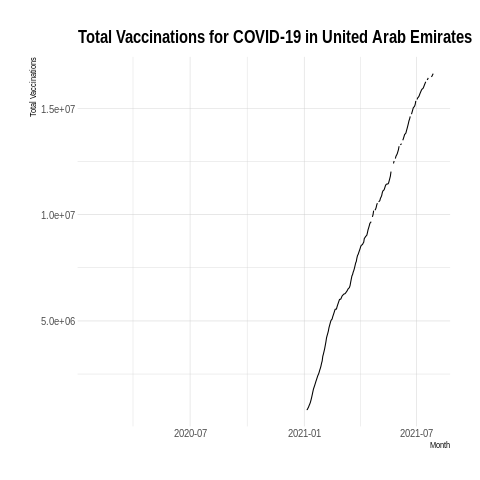 Total Vaccinations for COVID-19 in United Arab Emirates
Total Vaccinations
1.5e+07
1.0e+07
5.0e+06
2020-07
2021-01
2021-07
Month